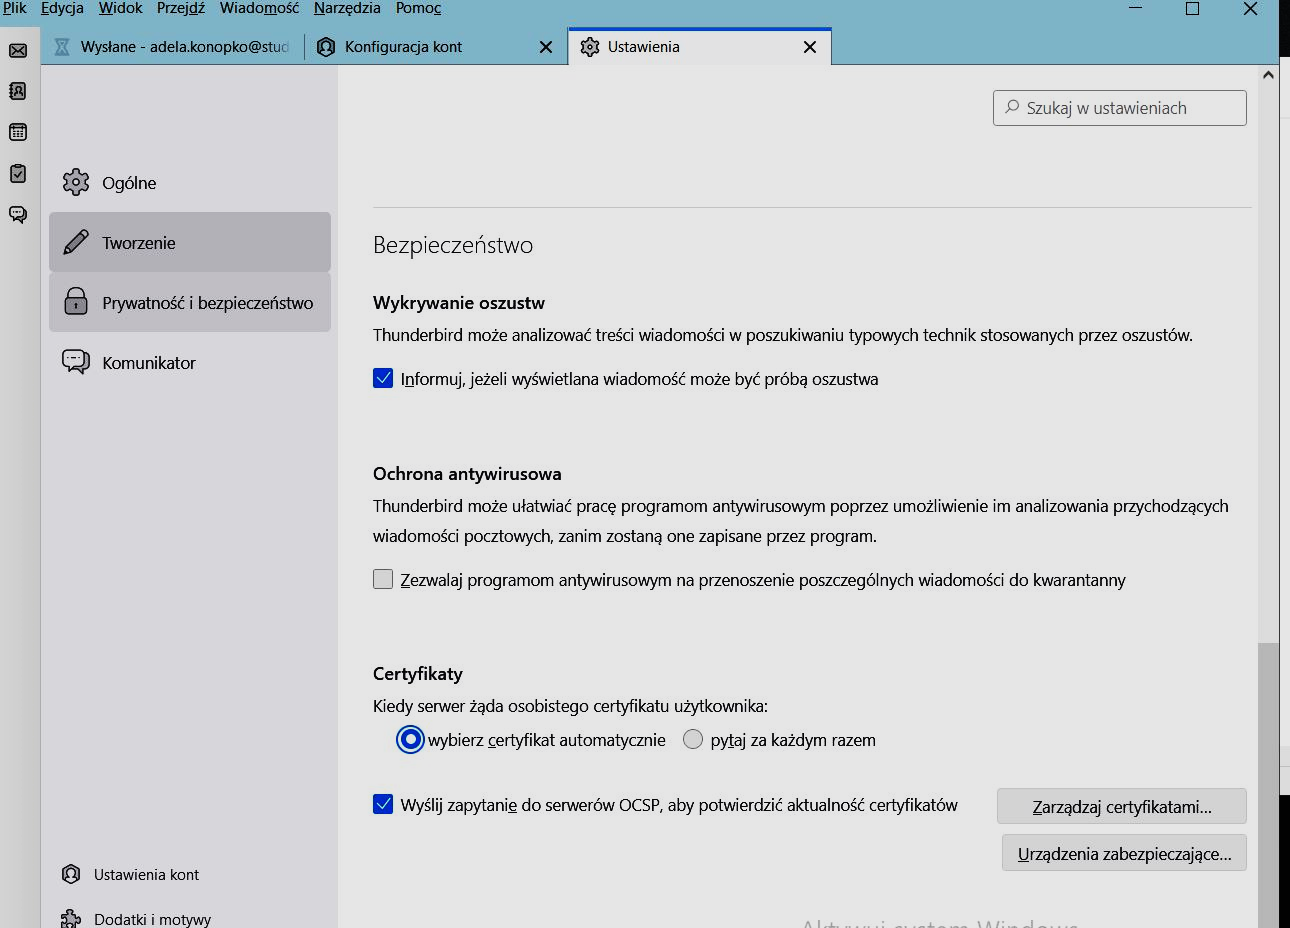 Plik Edycja Widok Przejdź Wiadomość Narzędzia Pomoc
Wysłane - adela.konopko@stud
Konfiguracja kont
Ustawienia
Szukaj w ustawieniach
Ogólne
Tworzenie
Prywatność i bezpieczeństwo
Komunikator
Bezpieczeństwo
Wykrywanie oszustw
Thunderbird może analizować treści wiadomości w poszukiwaniu typowych technik stosowanych przez oszustów.
Informuj, jeżeli wyświetlana wiadomość może być próbą oszustwa
Ochrona antywirusowa
Thunderbird może ułatwiać pracę programom antywirusowym poprzez umożliwienie im analizowania przychodzących
wiadomości pocztowych, zanim zostaną one zapisane przez program.
Zezwalaj programom antywirusowym na przenoszenie poszczególnych wiadomości do kwarantanny
Certyfikaty
Kiedy serwer żąda osobistego certyfikatu użytkownika:
wybierz certyfikat automatycznie pytaj za każdym razem
Wyślij zapytanie do serwerów OCSP, aby potwierdzić aktualność certyfikatów
Zarządzaj certyfikatami...
Urządzenia zabezpieczające...
Ustawienia kont
Dodatki i motywy
Aktywuj system Windows